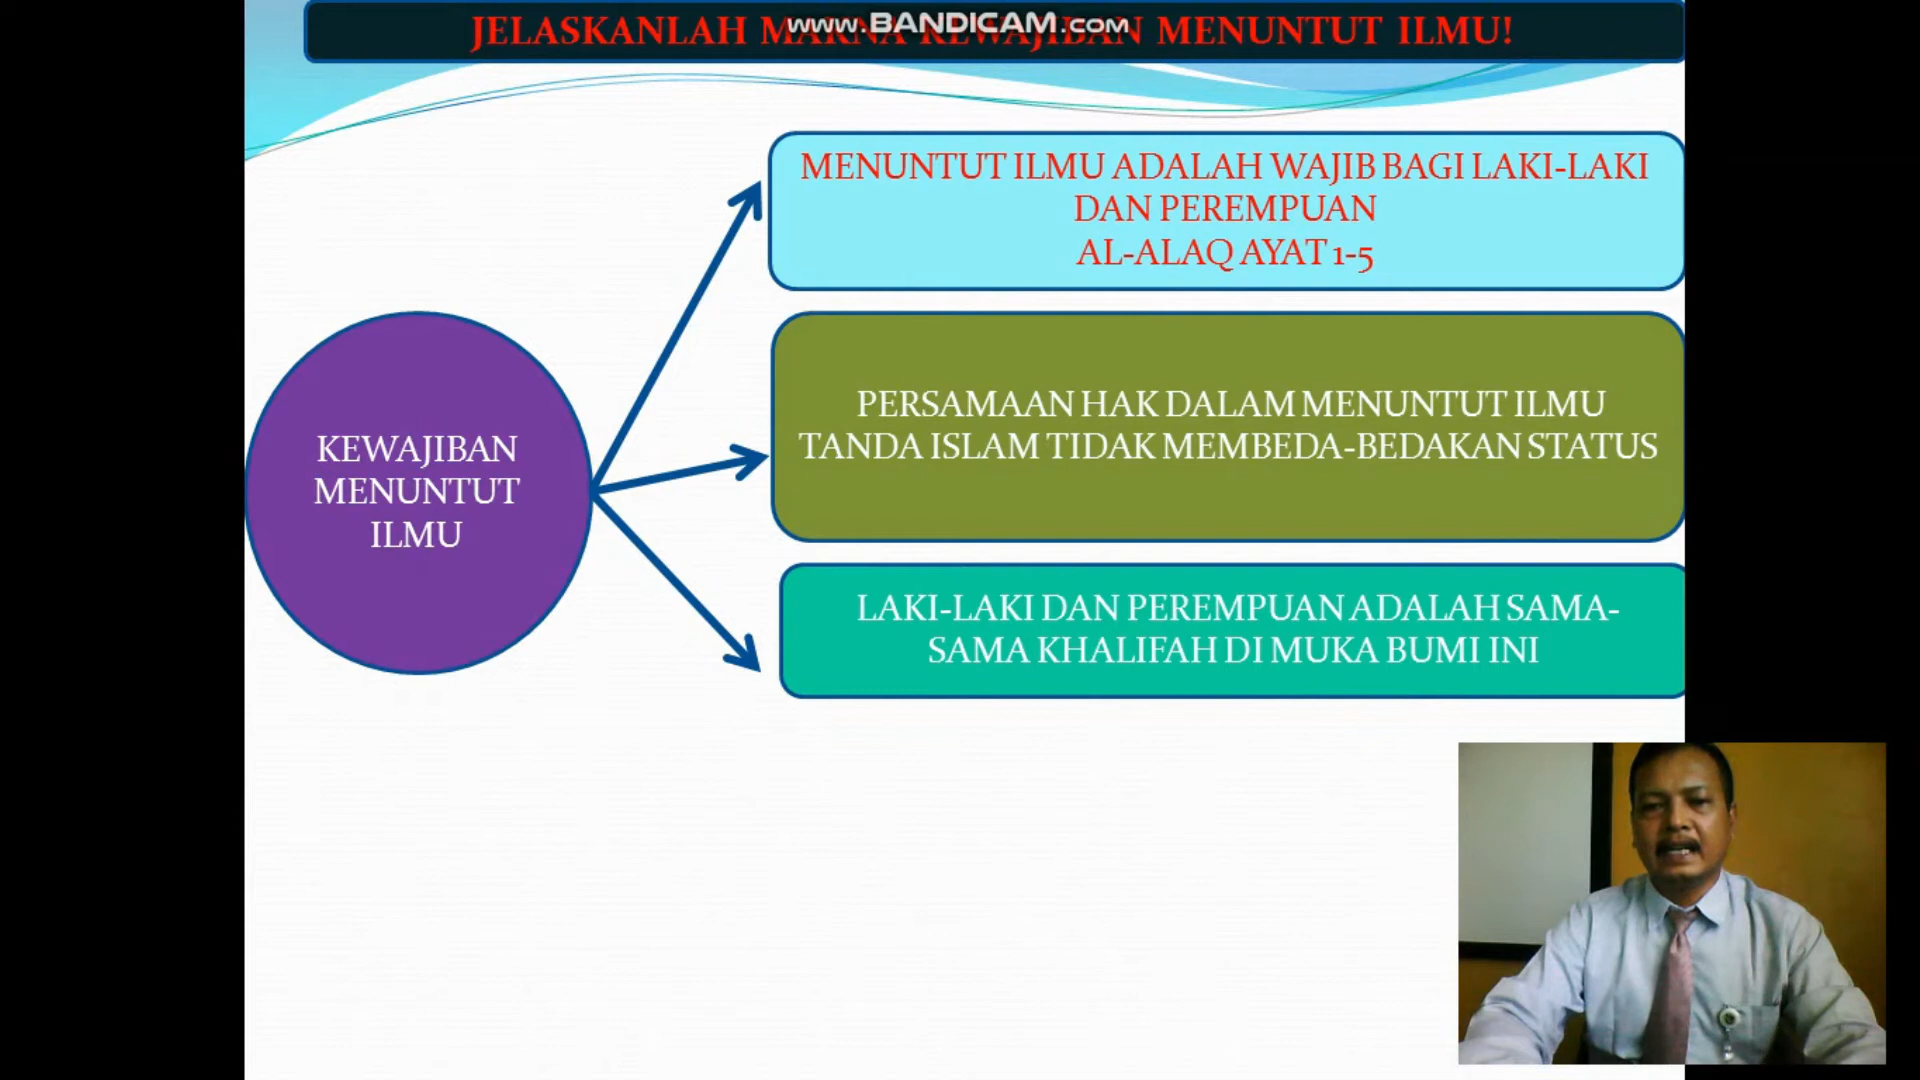 JELASKANLAH MAKNA KEWAJIBAN MENUNTUT ILMU!
www.BANDICAM.com
MENUNTUT ILMU ADALAH WAJIB BAGI LAKI-LAKI
DAN PEREMPUAN
AL-ALAQ AYAT 1-5
KEWAJIBAN
MENUNTUT
ILMU
PERSAMAAN HAK DALAM MENUNTUT ILMU
TANDA ISLAM TIDAK MEMBEDA-BEDAKAN STATUS
LAKI-LAKI DAN PEREMPUAN ADALAH SAMA-
SAMA KHALIFAH DI MUKA BUMI INI